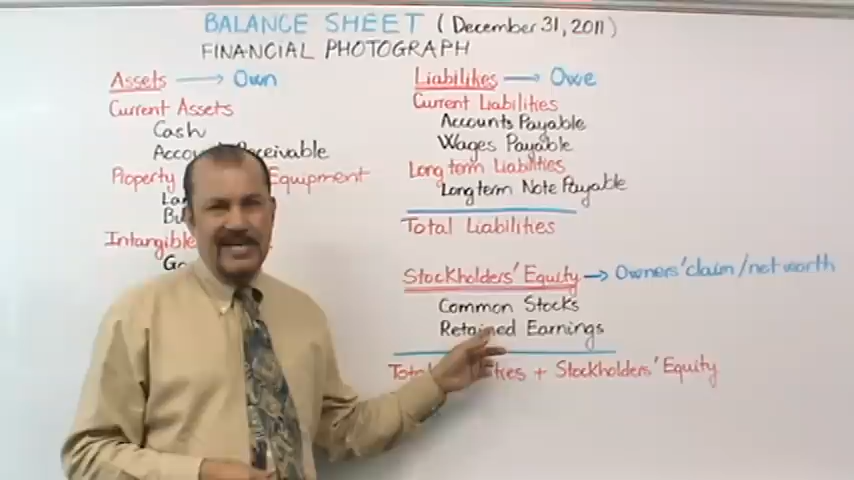 BALANCE SHEET (December 31, 2011)
FINANCIAL PHOTOGRAPH
Assets → Own
Current Assets
Cash
Receivable
Property Equipment
Intangible
Liabilities → Owe
Current Liabilities
Accounts Payable
Wages Payable
Long term Liabilities
Long term Note Payable
Total Liabilities
Stockholders' Equity → Owners' claim/net worth
Common Stocks
Retained Earnings
+ Stockholders' Equity